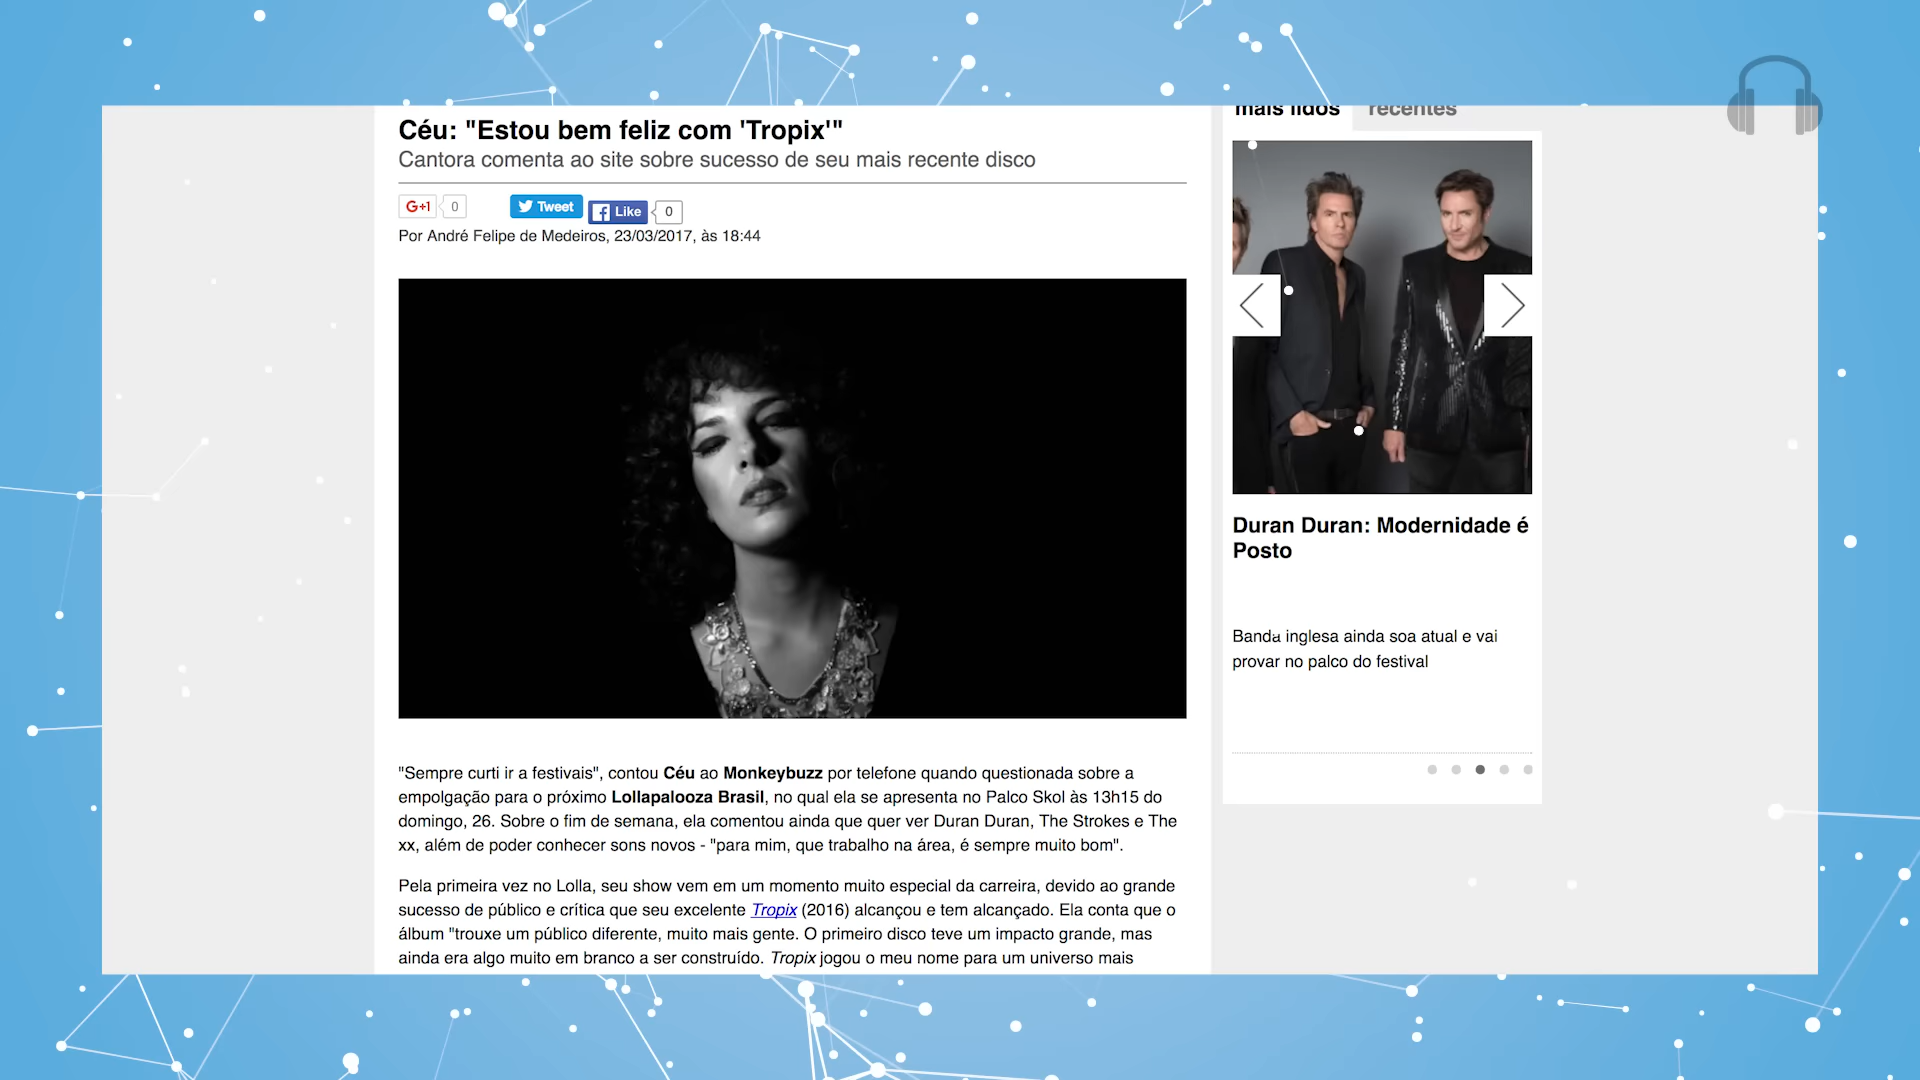 Céu: "Estou bem feliz com 'Tropix'"
Cantora comenta ao site sobre sucesso de seu mais recente disco
G+1 0 Tweet Like 0
Por André Felipe de Medeiros, 23/03/2017, às 18:44
"Sempre curti ir a festivais", contou Céu ao Monkeybuzz por telefone quando questionada sobre a
empolgação para o próximo Lollapalooza Brasil, no qual ela se apresenta no Palco Skol às 13h15 do
domingo, 26. Sobre o fim de semana, ela comentou ainda que quer ver Duran Duran, The Strokes e The
xx, além de poder conhecer sons novos - "para mim, que trabalho na área, é sempre muito bom".
Pela primeira vez no Lolla, seu show vem em um momento muito especial da carreira, devido ao grande
sucesso de público e crítica que seu excelente Tropix (2016) alcançou e tem alcançado. Ela conta que o
álbum "trouxe um público diferente, muito mais gente. O primeiro disco teve um impacto grande, mas
ainda era algo muito em branco a ser construído. Tropix jogou o meu nome para um universo mais
mais lidos recentes
Duran Duran: Modernidade é
Posto
Banda inglesa ainda soa atual e vai
provar no palco do festival